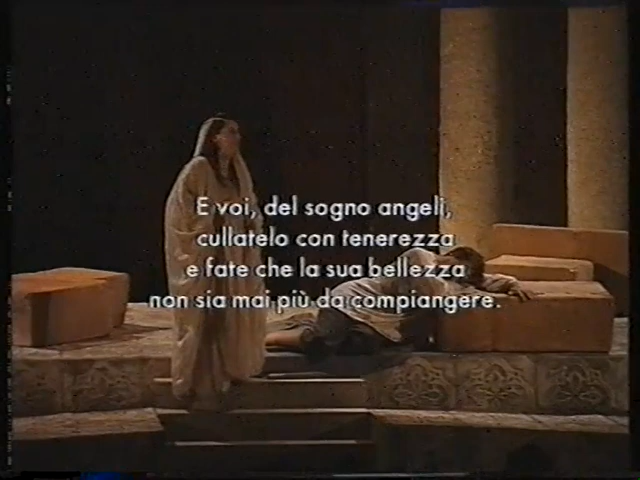 E voi, del sogno angeli,
cullatelo con tenerezza
e fate che la sua bellezza
non sia mai più da compiangere.